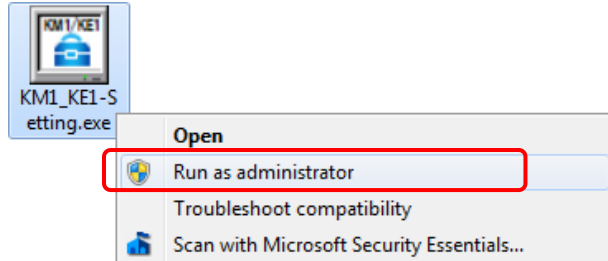 KM1/KE1
KM1_KE1-S
etting.exe
Open
Run as administrator
Troubleshoot compatibility
Scan with Microsoft Security Essentials...